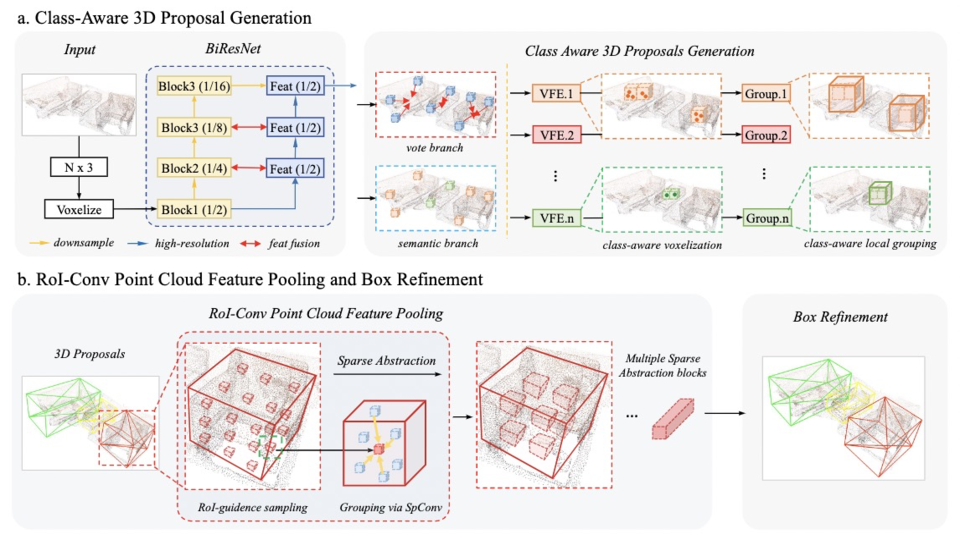 a. Class-Aware 3D Proposal Generation
Input
BiResNet
Class Aware 3D Proposals Generation
Block3 (1/16)
Feat (1/2)
Block3 (1/8)
Feat (1/2)
Block2 (1/4)
Feat (1/2)
Block1 (1/2)
N x 3
Voxelize
downsample
high-resolution
feat fusion
vote branch
semantic branch
VFE.1
Group.1
VFE.2
Group.2
⋮
⋮
VFE.n
Group.n
class-aware voxelization
class-aware local grouping
b. RoI-Conv Point Cloud Feature Pooling and Box Refinement
RoI-Conv Point Cloud Feature Pooling
Box Refinement
3D Proposals
Sparse Abstraction
Multiple Sparse
Abstraction blocks
...
RoI-guidence sampling
Grouping via SpConv